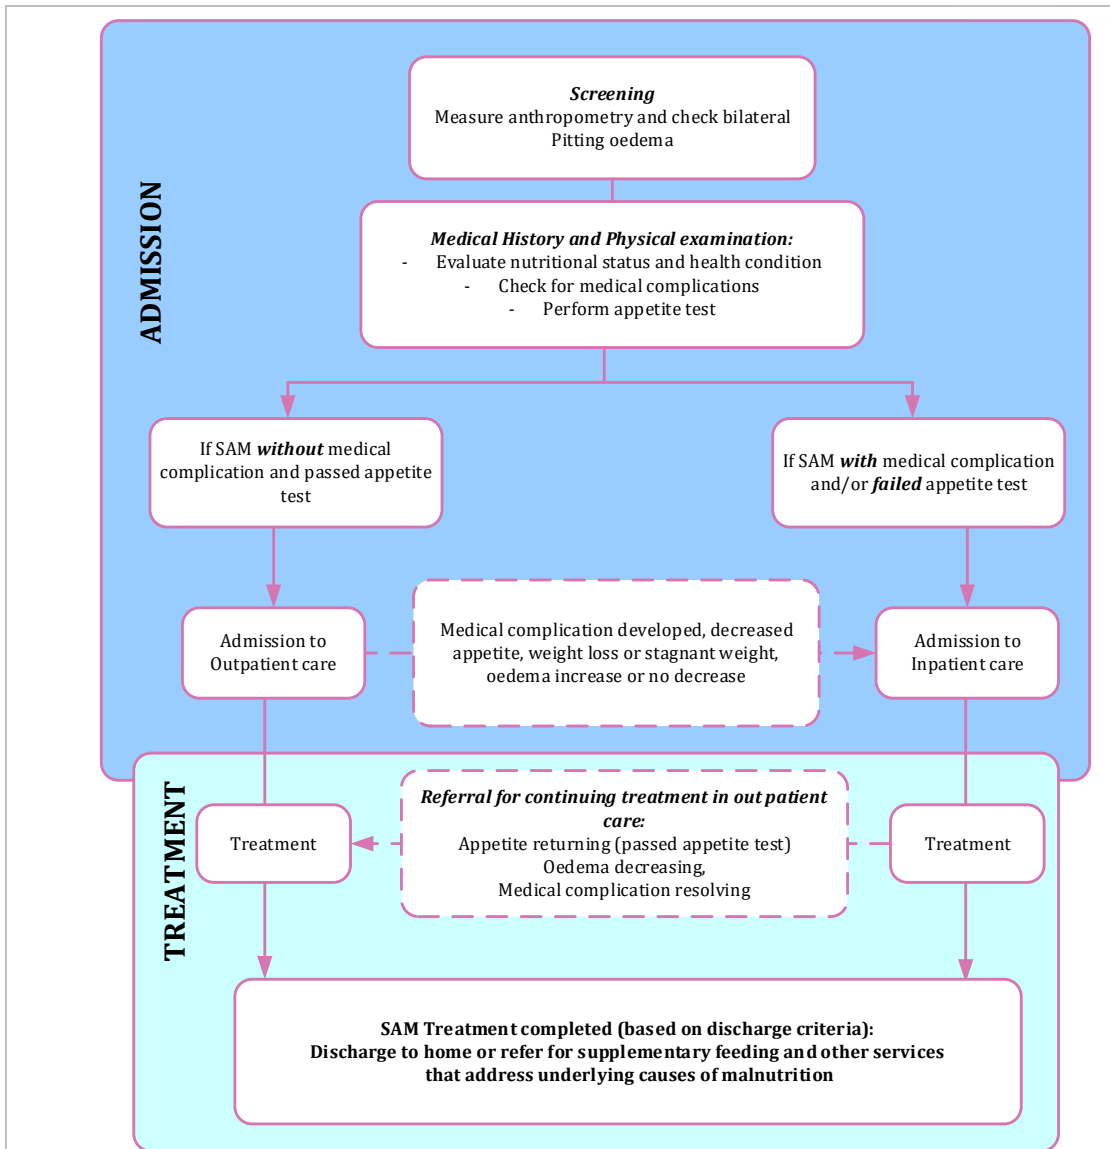 ADMISSION
Screening
Measure anthropometry and check bilateral
Pitting oedema
Medical History and Physical examination:
- Evaluate nutritional status and health condition
- Check for medical complications
- Perform appetite test
If SAM without medical
complication and passed appetite
test
If SAM with medical complication
and/or failed appetite test
Admission to
Outpatient care
Medical complication developed, decreased
appetite, weight loss or stagnant weight,
oedema increase or no decrease
Admission to
Inpatient care
TREATMENT
Treatment
Referral for continuing treatment in out patient
care:
Appetite returning (passed appetite test)
Oedema decreasing,
Medical complication resolving
Treatment
SAM Treatment completed (based on discharge criteria):
Discharge to home or refer for supplementary feeding and other services
that address underlying causes of malnutrition